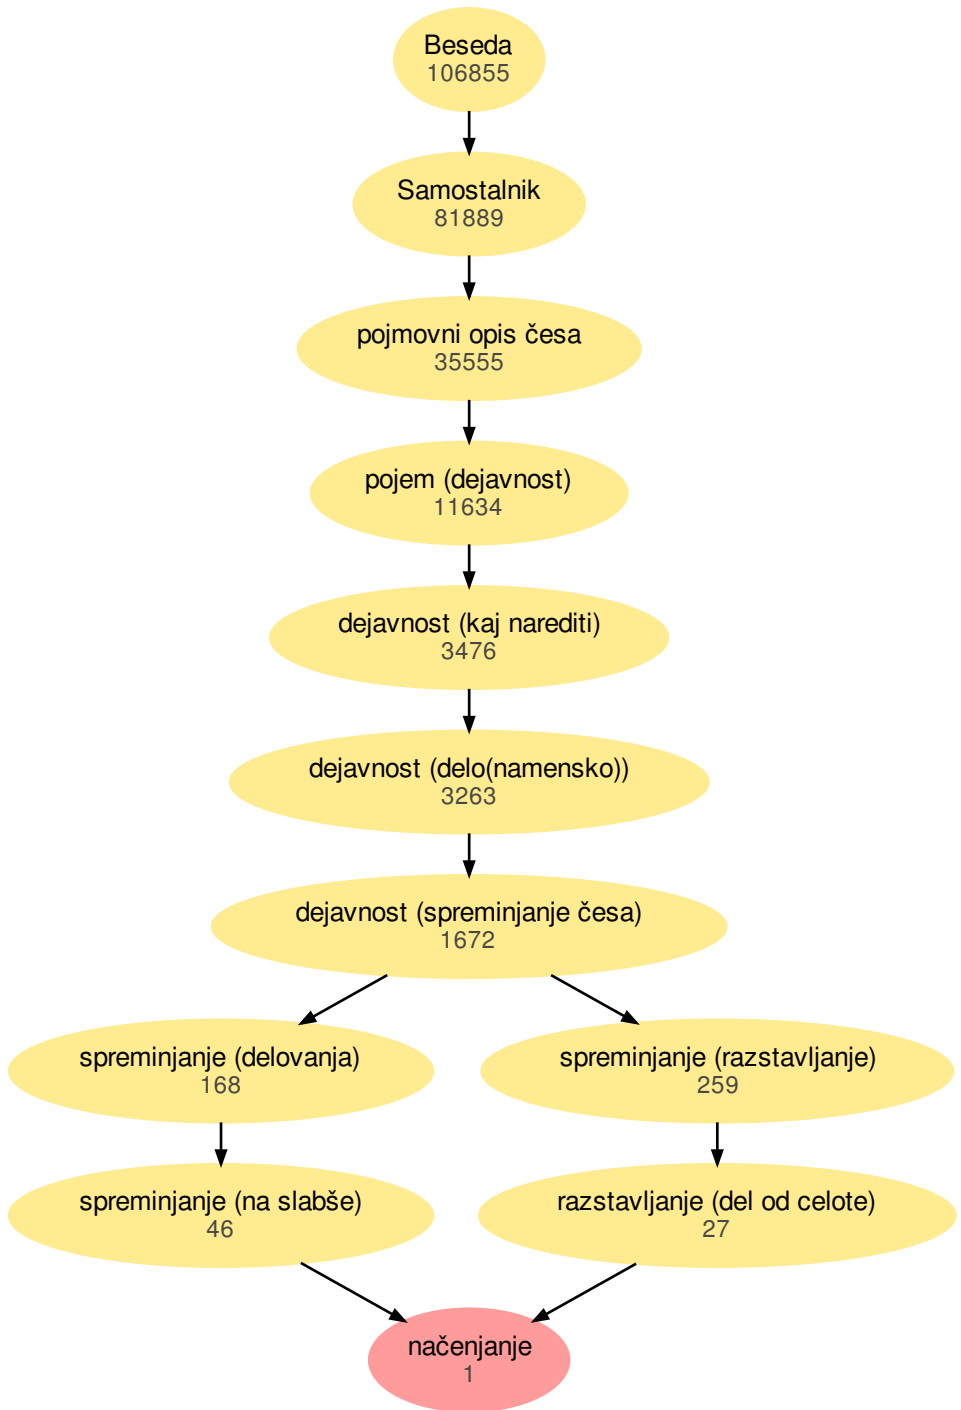 Beseda
106855
Samostalnik
81889
pojmovni opis česa
35555
pojem (dejavnost)
11634
dejavnost (kaj narediti)
3476
dejavnost (delo(namensko))
3263
dejavnost (spreminjanje česa)
1672
spreminjanje (delovanja)
168
spreminjanje (razstavljanje)
259
spreminjanje (na slabše)
46
razstavljanje (del od celote)
27
načenjanje
1